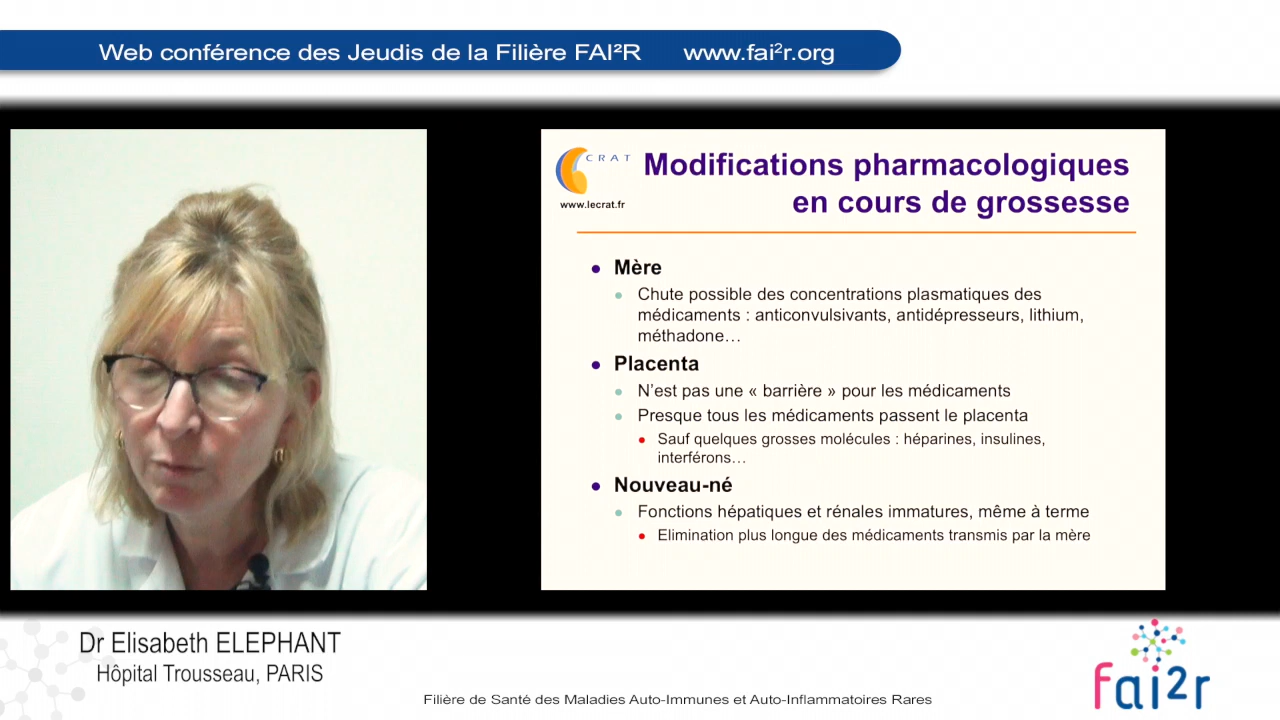 Web conférence des Jeudis de la Filière FAI²R www.fai²r.org
CRAT
www.lecrat.fr
Modifications pharmacologiques
en cours de grossesse
Mère
Chute possible des concentrations plasmatiques des
médicaments : anticonvulsivants, antidépresseurs, lithium,
méthadone…
Placenta
N’est pas une « barrière » pour les médicaments
Presque tous les médicaments passent le placenta
Sauf quelques grosses molécules : héparines, insulines,
interférons…
Nouveau-né
Fonctions hépatiques et rénales immatures, même à terme
Elimination plus longue des médicaments transmis par la mère
Dr Elisabeth ELEPHANT
Hôpital Trousseau, PARIS
Filière de Santé des Maladies Auto-Immunes et Auto-Inflammatoires Rares
fai2r